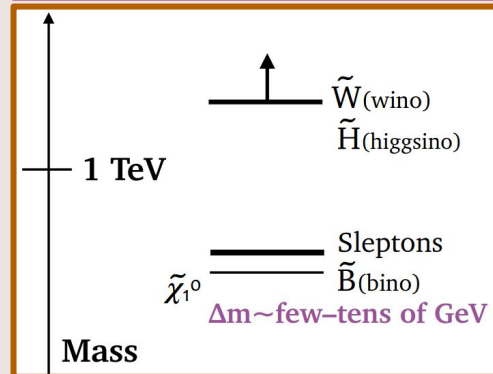 W̃(wino)
H̃(higgsino)
1 TeV
Sleptons
B̃(bino)
χ̃₁⁰
Δm~few–tens of GeV
Mass